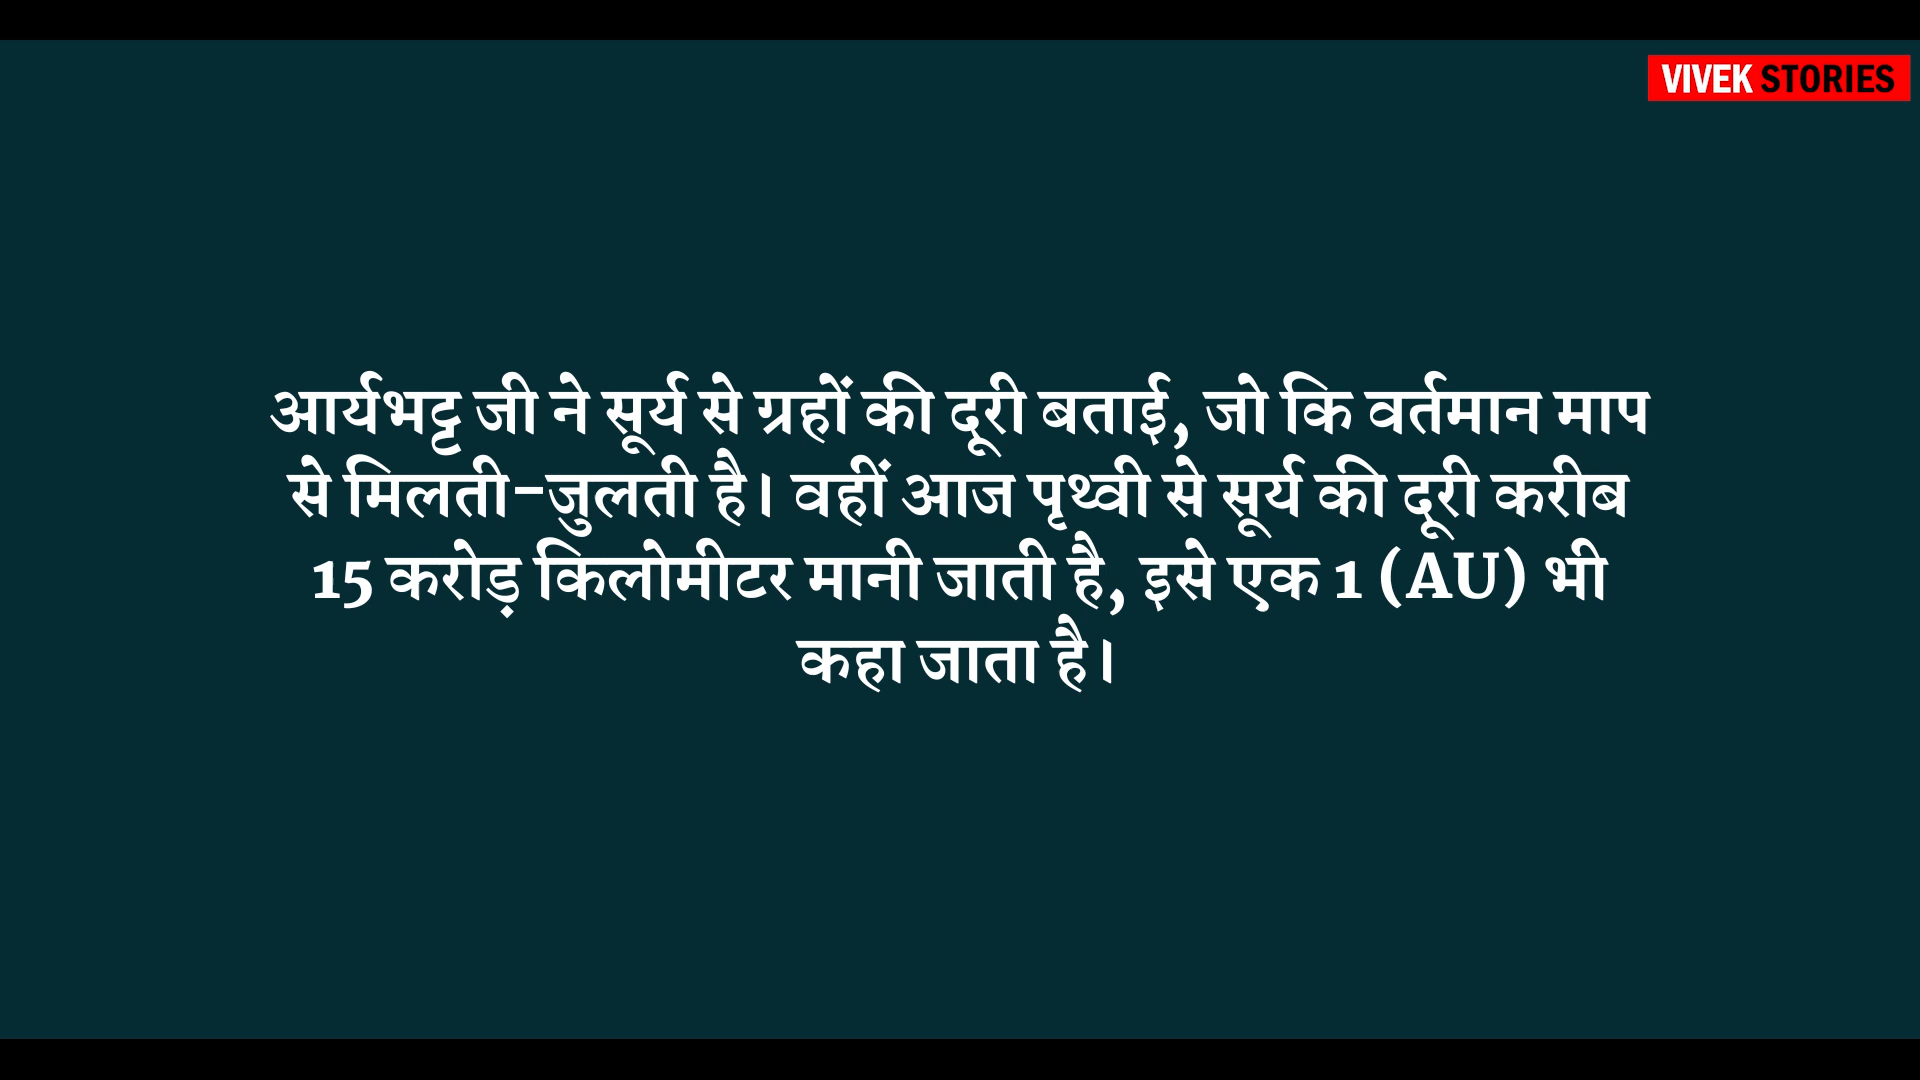 VIVEK STORIES
आर्यभट्ट जी ने सूर्य से ग्रहों की दूरी बताई, जो कि वर्तमान माप
से मिलती-जुलती है। वहीं आज पृथ्वी से सूर्य की दूरी करीब
15 करोड़ किलोमीटर मानी जाती है, इसे एक 1 (AU) भी
कहा जाता है।